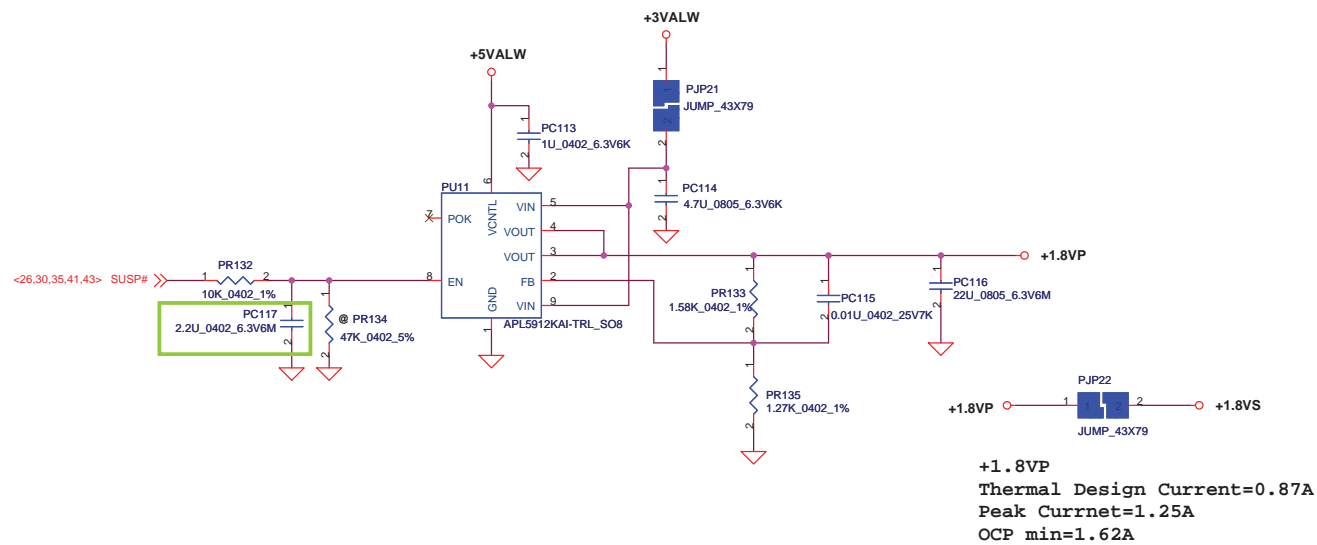 +3VALW
+5VALW
1
PJP21
JUMP_43X79
1
2
2
1
PC113
1U_0402_6.3V6K
2
1
PC114
4.7U_0805_6.3V6K
2
6
PU11
7
POK
VCNTL
VIN
5
VOUT
4
VOUT
3
+1.8VP
<26,30,35,41,43> SUSP#
1
PR132
2
10K_0402_1%
8
EN
FB
2
GND
VIN
9
1
APL5912KAI-TRL_SO8
1
PC117
2.2U_0402_6.3V6M
2
1
@ PR134
47K_0402_5%
2
1
PR133
1.58K_0402_1%
2
1
PC115
0.01U_0402_25V7K
2
1
PC116
22U_0805_6.3V6M
2
1
PR135
1.27K_0402_1%
2
PJP22
+1.8VP
1
1
2
2
+1.8VS
JUMP_43X79
+1.8VP
Thermal Design Current=0.87A
Peak Currnet=1.25A
OCP min=1.62A